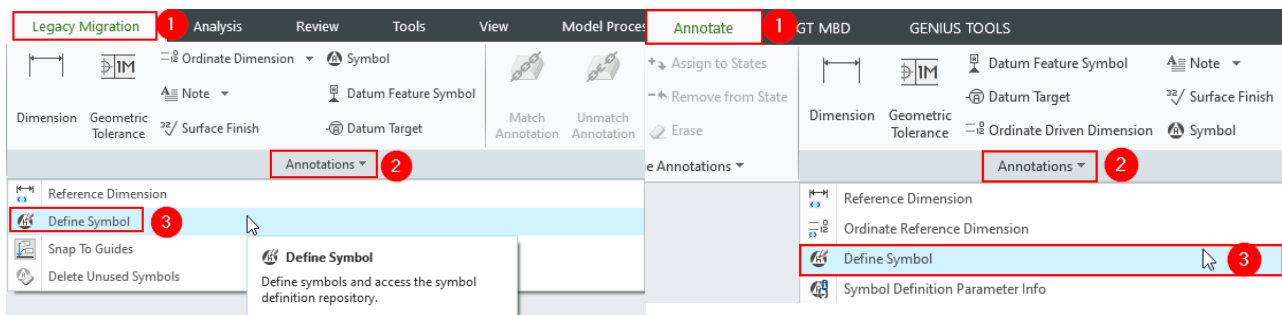 Legacy Migration 1 Analysis Review Tools View Model Proces
Ordinate Dimension Symbol
Note Datum Feature Symbol
Dimension Geometric Tolerance Surface Finish Datum Target Match Annotation Unmatch Annotation
Annotations 2
Reference Dimension
Define Symbol 3
Snap To Guides
Delete Unused Symbols
Define Symbol
Define symbols and access the symbol
definition repository.
Annotate 1 GT MBD GENIUS TOOLS
Assign to States Datum Feature Symbol Note
Remove from State Datum Target Surface Finish
Erase Dimension Geometric Tolerance Ordinate Driven Dimension Symbol
e Annotations Annotations 2
Reference Dimension
Ordinate Reference Dimension
Define Symbol 3
Symbol Definition Parameter Info